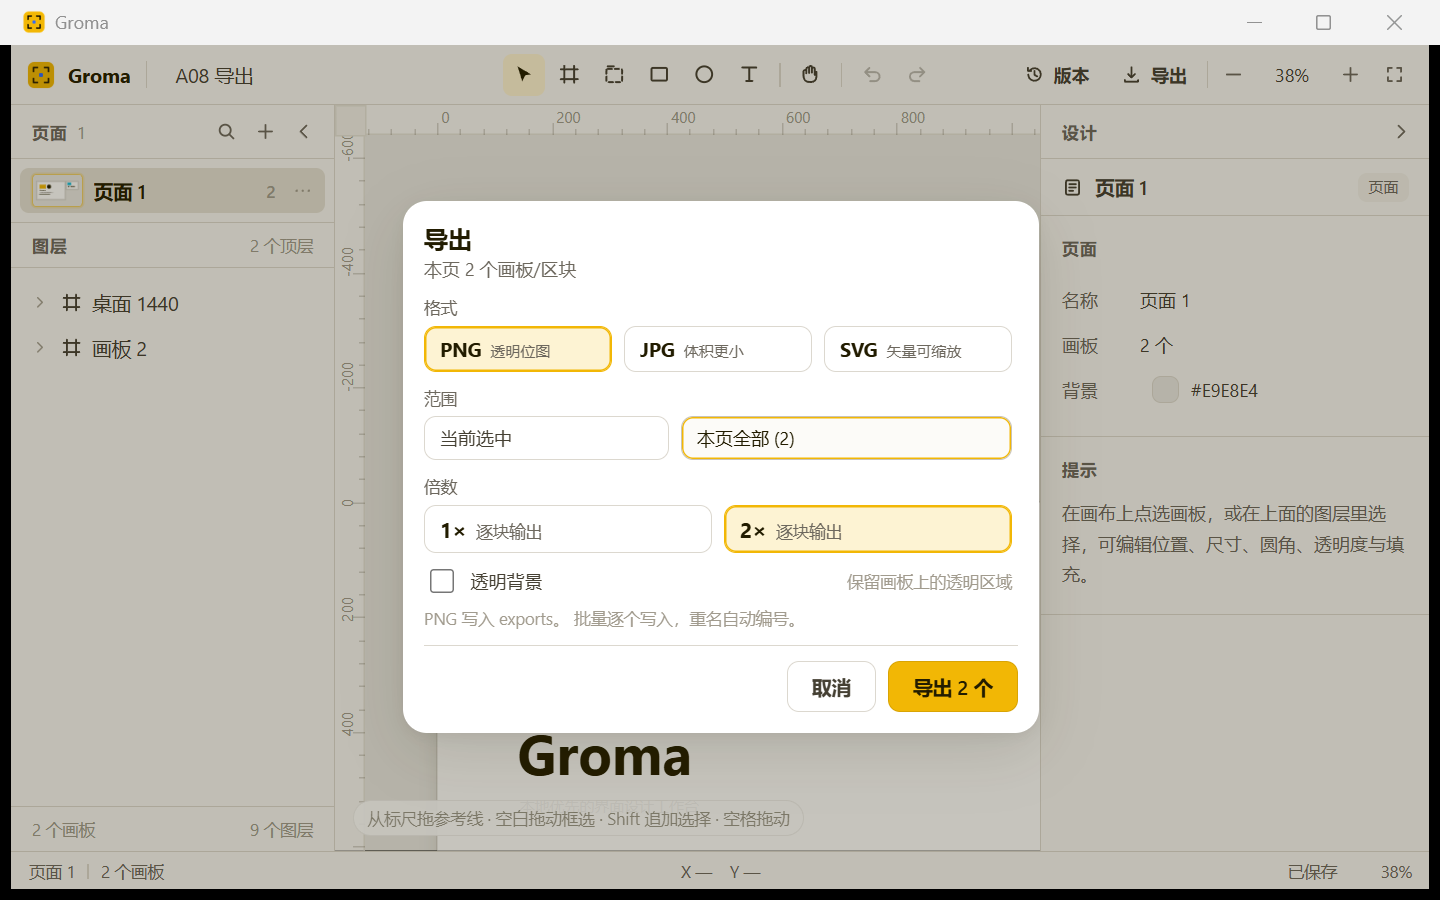 Groma
Groma
A08 导出
版本
导出
38%
页面 1
页面 1
2
图层
2 个顶层
桌面 1440
画板 2
2 个画板
9 个图层
0
200
400
600
800
-600
-400
-200
0
200
400
导出
本页 2 个画板/区块
格式
PNG 透明位图
JPG 体积更小
SVG 矢量可缩放
范围
当前选中
本页全部 (2)
倍数
1× 逐块输出
2× 逐块输出
透明背景
保留画板上的透明区域
PNG 写入 exports。 批量逐个写入，重名自动编号。
取消
导出 2 个
Groma
从标尺拖参考线 · 空白拖动框选 · Shift 追加选择 · 空格拖动
设计
页面 1
页面
页面
名称
页面 1
画板
2 个
背景
#E9E8E4
提示
在画布上点选画板，或在上面的图层里选
择，可编辑位置、尺寸、圆角、透明度与填
充。
页面 1
2 个画板
X —
Y —
已保存
38%